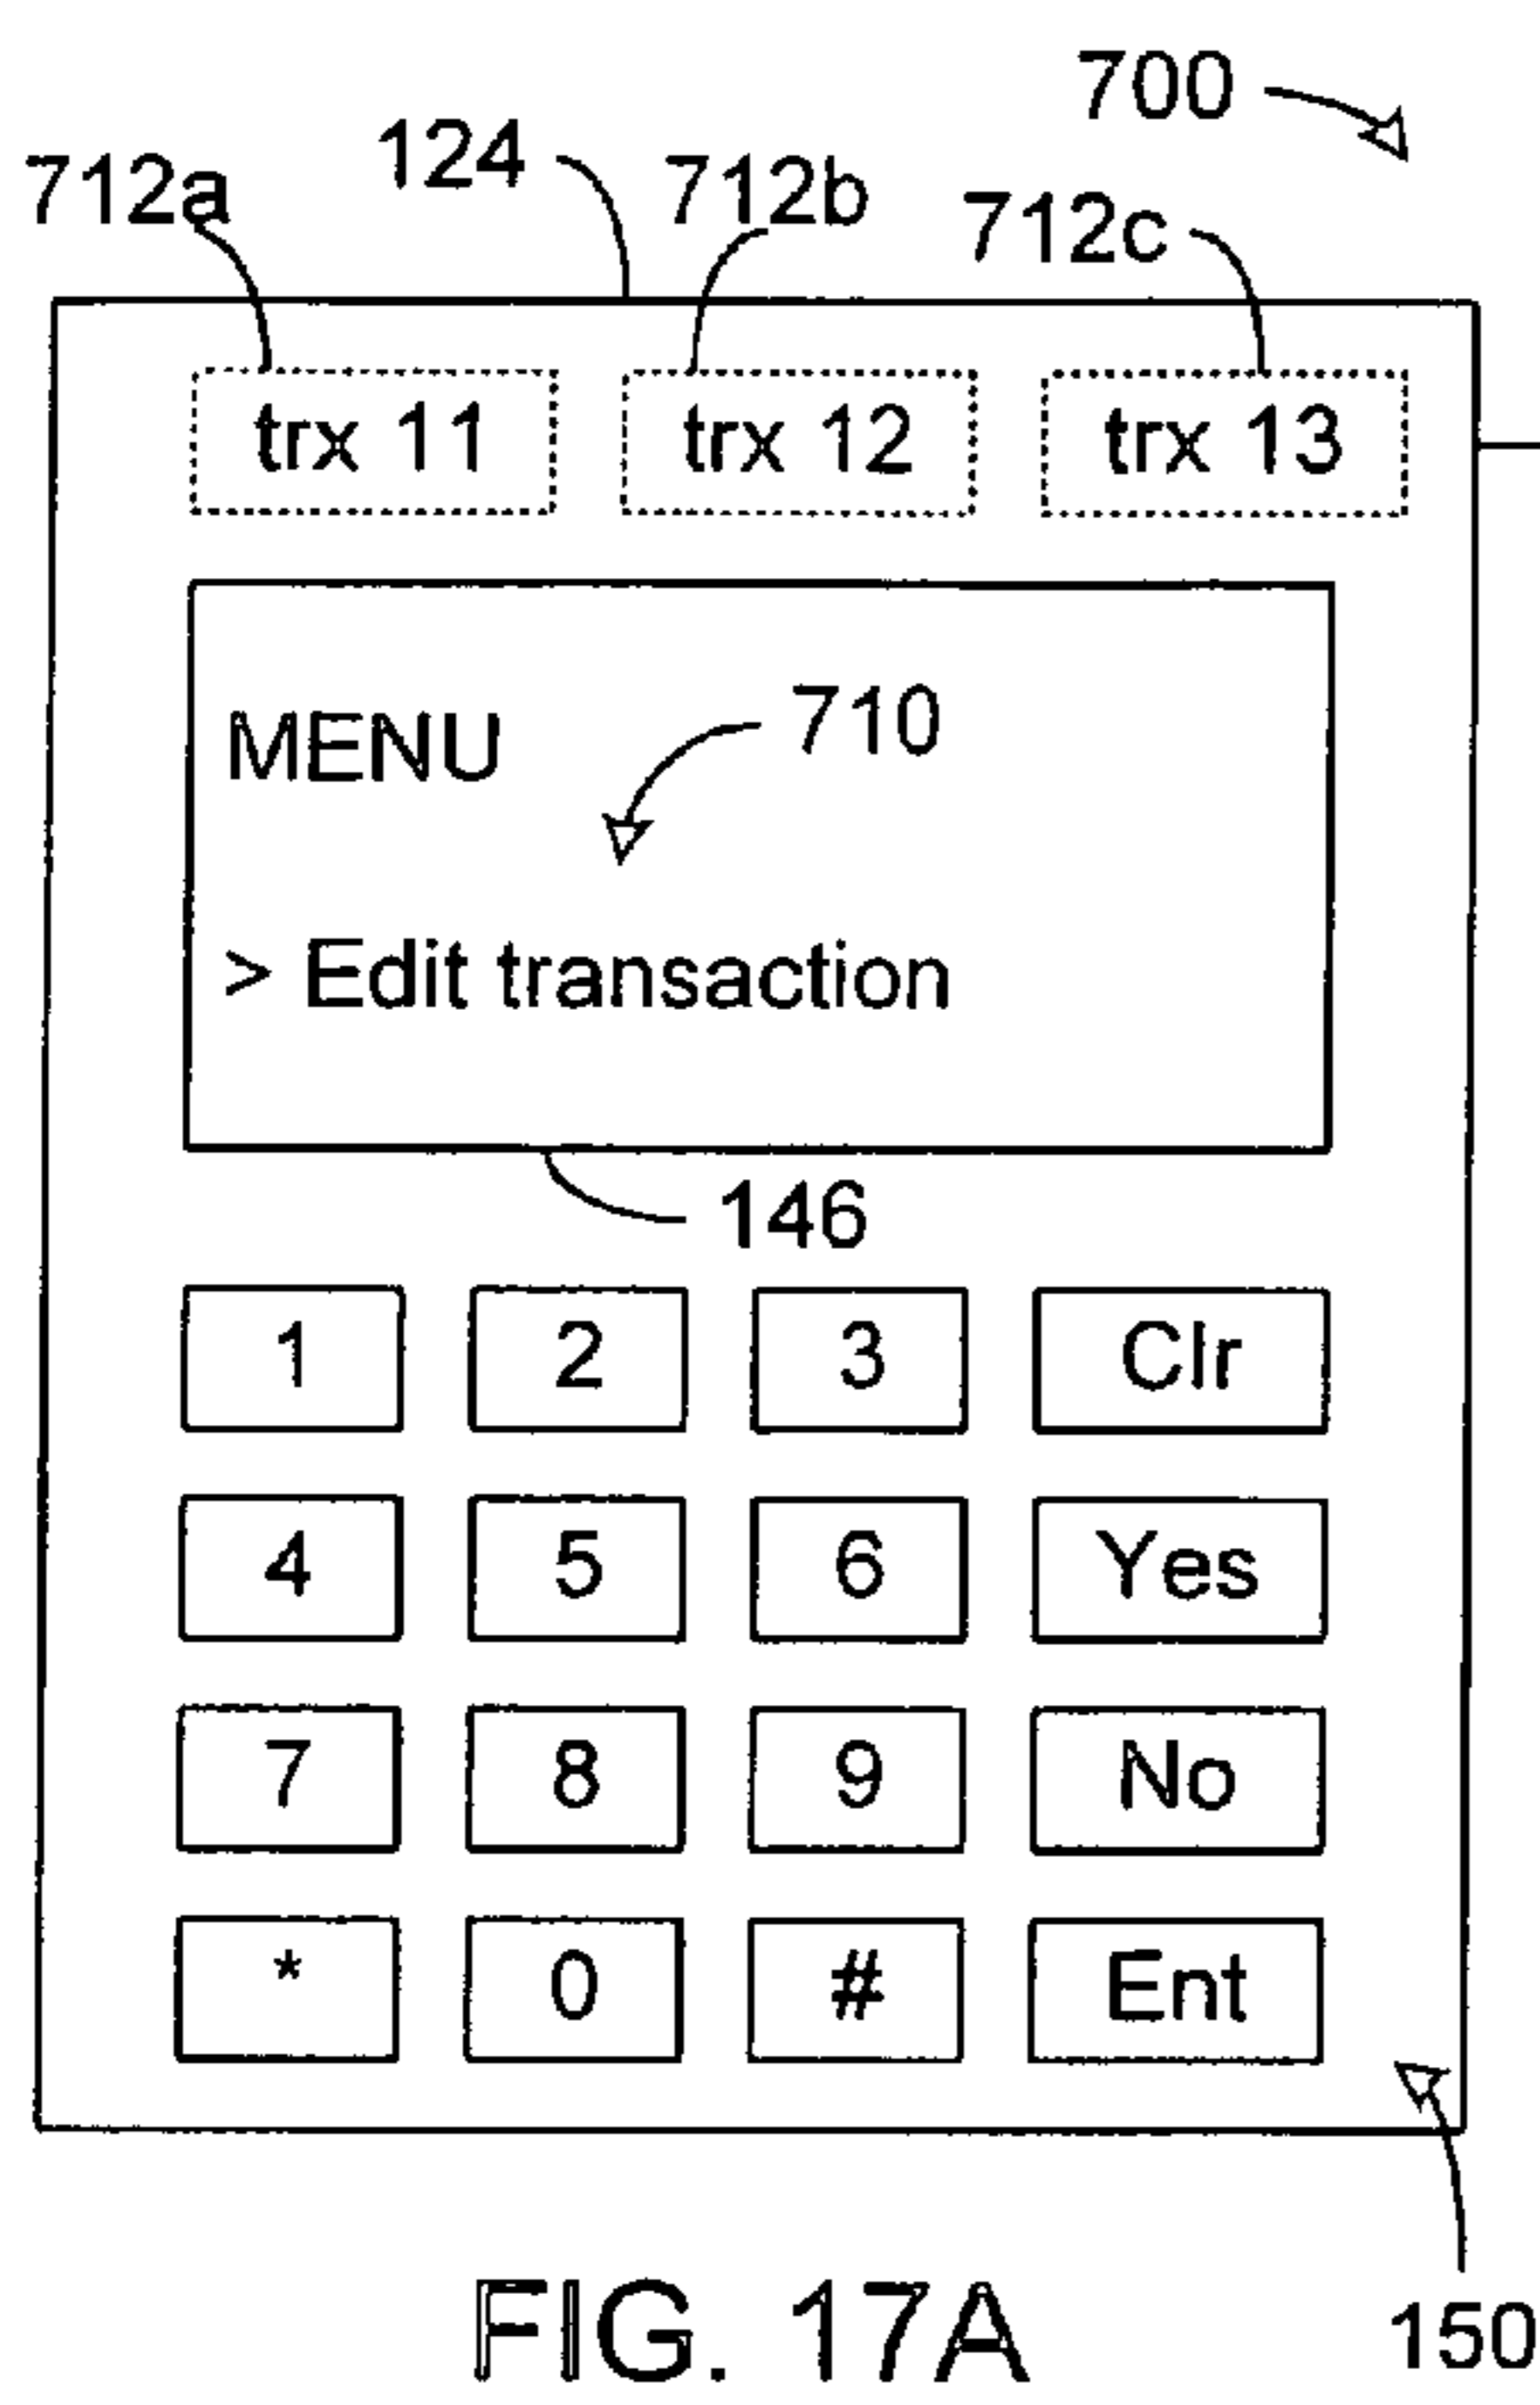 700
124
712a
712b
712c
trx 11 trx 12 trx 13
MENU
710
> Edit transaction
146
1 2 3 Clr
4 5 6 Yes
7 8 9 No
* 0 # Ent
150
FIG. 17A